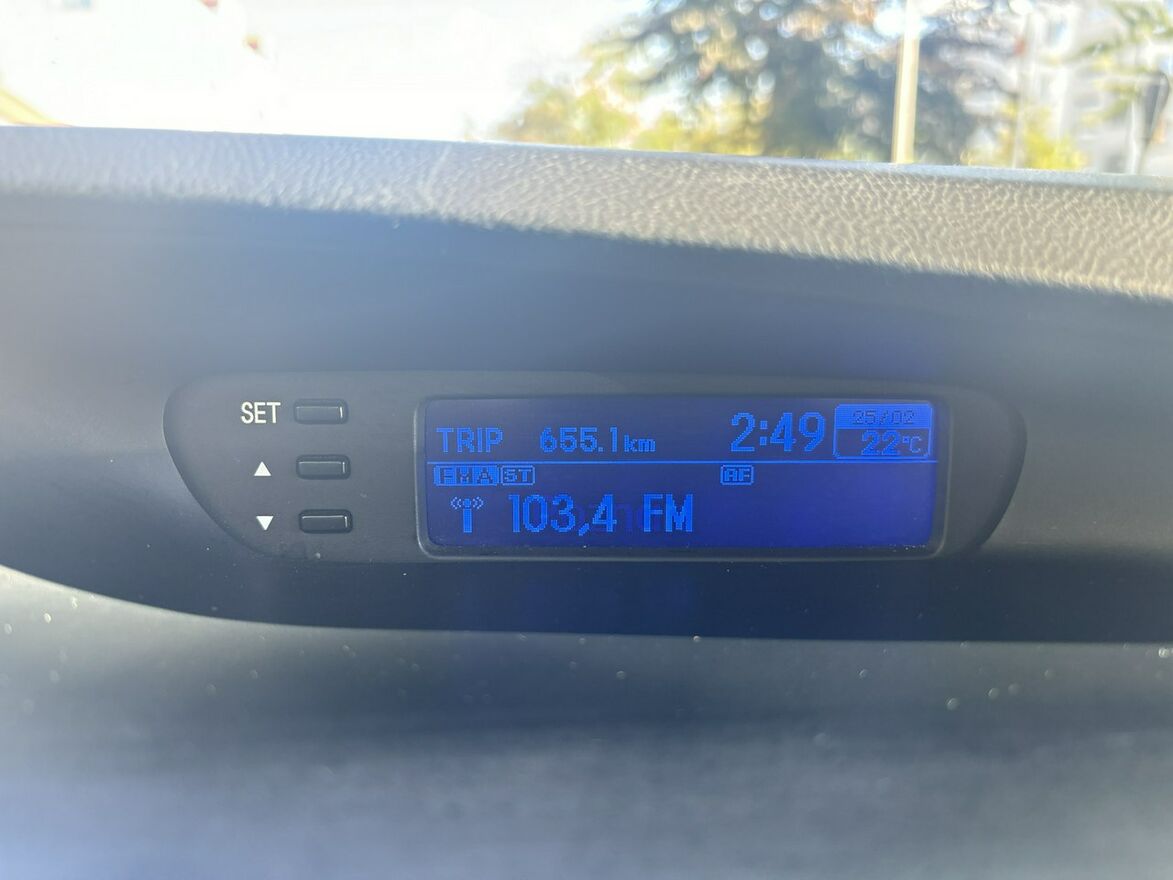 SET
TRIP 655.1km 2:49 25/02
22°C
FMA ST AF
103,4 FM